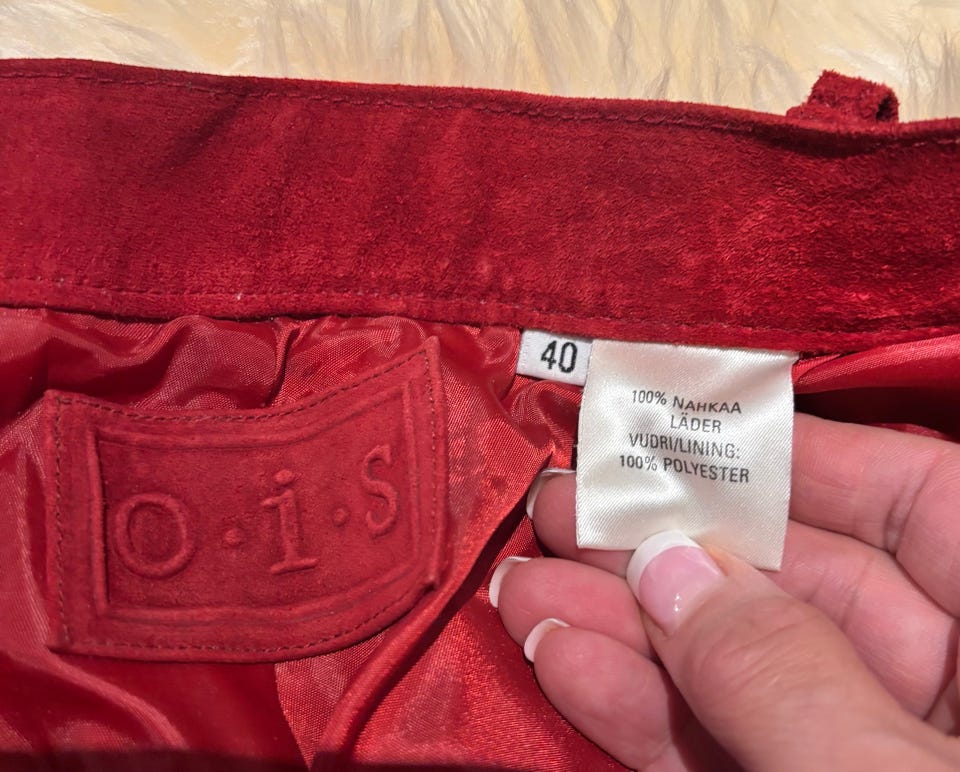 o·i·s
40
100% NAHKAA
LÄDER
VUDRI/LINING:
100% POLYESTER